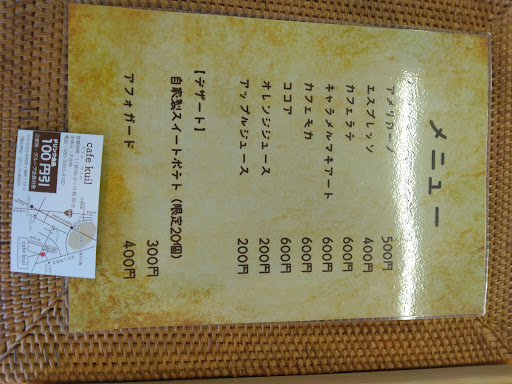 メニュー
アメリカーノ 500円
エスプレッソ 400円
カフェラテ 600円
キャラメルマキアート 600円
カフェモカ 600円
ココア 600円
オレンジジュース 200円
アップルジュース 200円
【デザート】
自家製スイートポテト（限定20個） 300円
アフォガード 400円
cafe kuil
100円引
cafe kuil